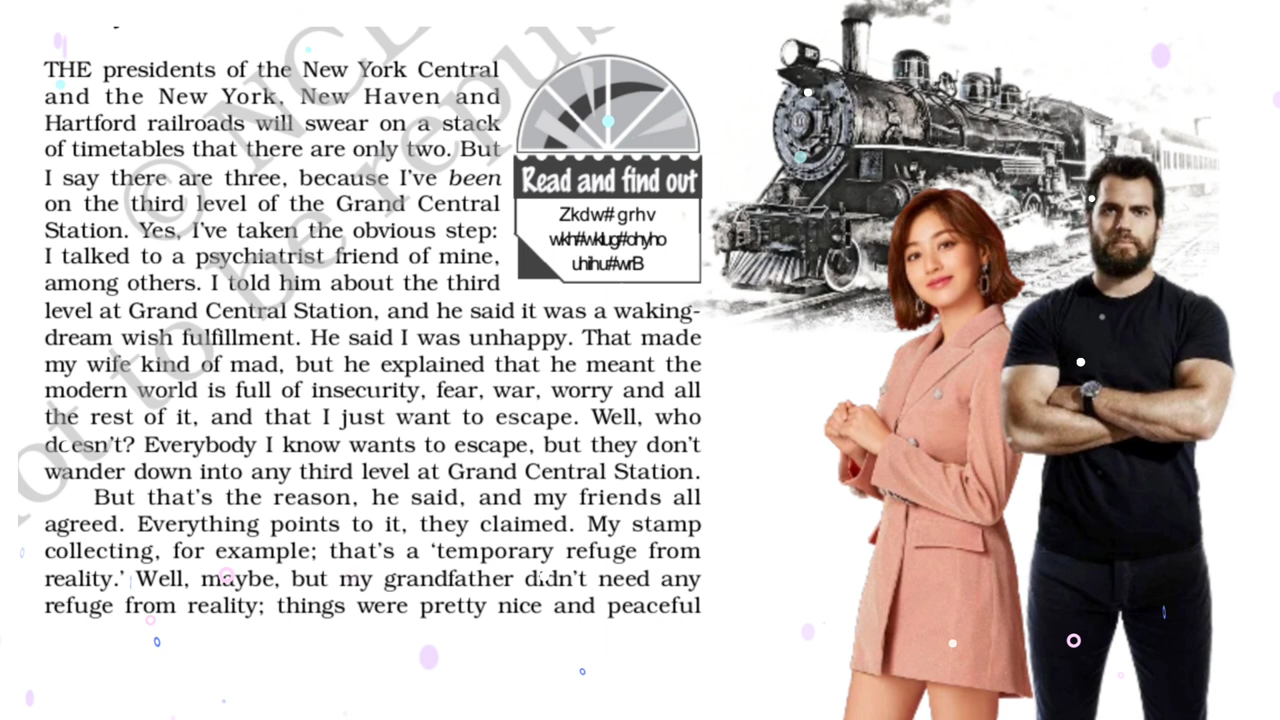 THE presidents of the New York Central
and the New York, New Haven and
Hartford railroads will swear on a stack
of timetables that there are only two. But
I say there are three, because I've been
on the third level of the Grand Central
Station. Yes, I've taken the obvious step:
I talked to a psychiatrist friend of mine,
among others. I told him about the third
level at Grand Central Station, and he said it was a waking-
dream wish fulfillment. He said I was unhappy. That made
my wife kind of mad, but he explained that he meant the
modern world is full of insecurity, fear, war, worry and all
the rest of it, and that I just want to escape. Well, who
doesn't? Everybody I know wants to escape, but they don't
wander down into any third level at Grand Central Station.
But that's the reason, he said, and my friends all
agreed. Everything points to it, they claimed. My stamp
collecting, for example; that's a ‘temporary refuge from
reality.’ Well, maybe, but my grandfather didn't need any
refuge from reality; things were pretty nice and peaceful
Read and find out
Zkdw# grhv
wkh#wklug#ohyho
uhihu#wrB
© NCE
not to be repu